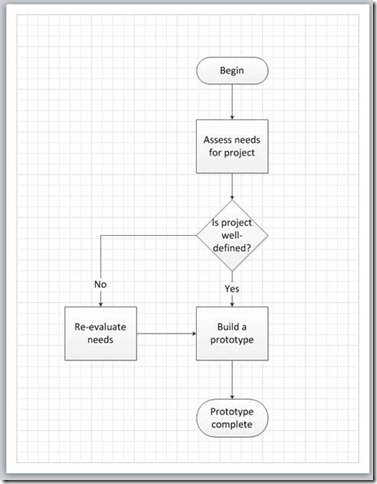 Begin
Assess needs
for project
Is project
well-
defined?
No
Yes
Re-evaluate
needs
Build a
prototype
Prototype
complete